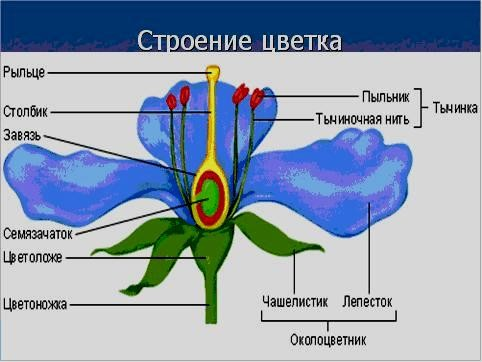 Строение цветка
Рыльце
Столбик
Завязь
Семязачаток
Цветоложе
Цветоножка
Пыльник
Тычиночная нить
Тычинка
Чашелистик
Лепесток
Околоцветник